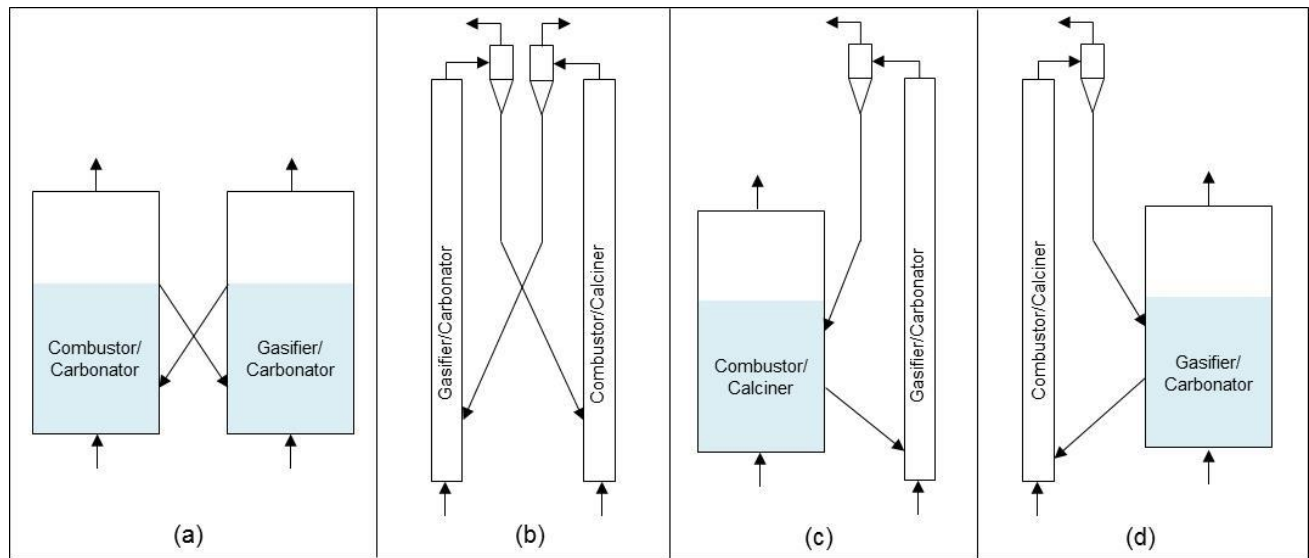 Combustor/
Carbonator
Gasifier/
Carbonator
(a)
Gasifier/Carbonator
Combustor/Calciner
(b)
Combustor/
Calciner
Gasifier/Carbonator
(c)
Combustor/Calciner
Gasifier/
Carbonator
(d)